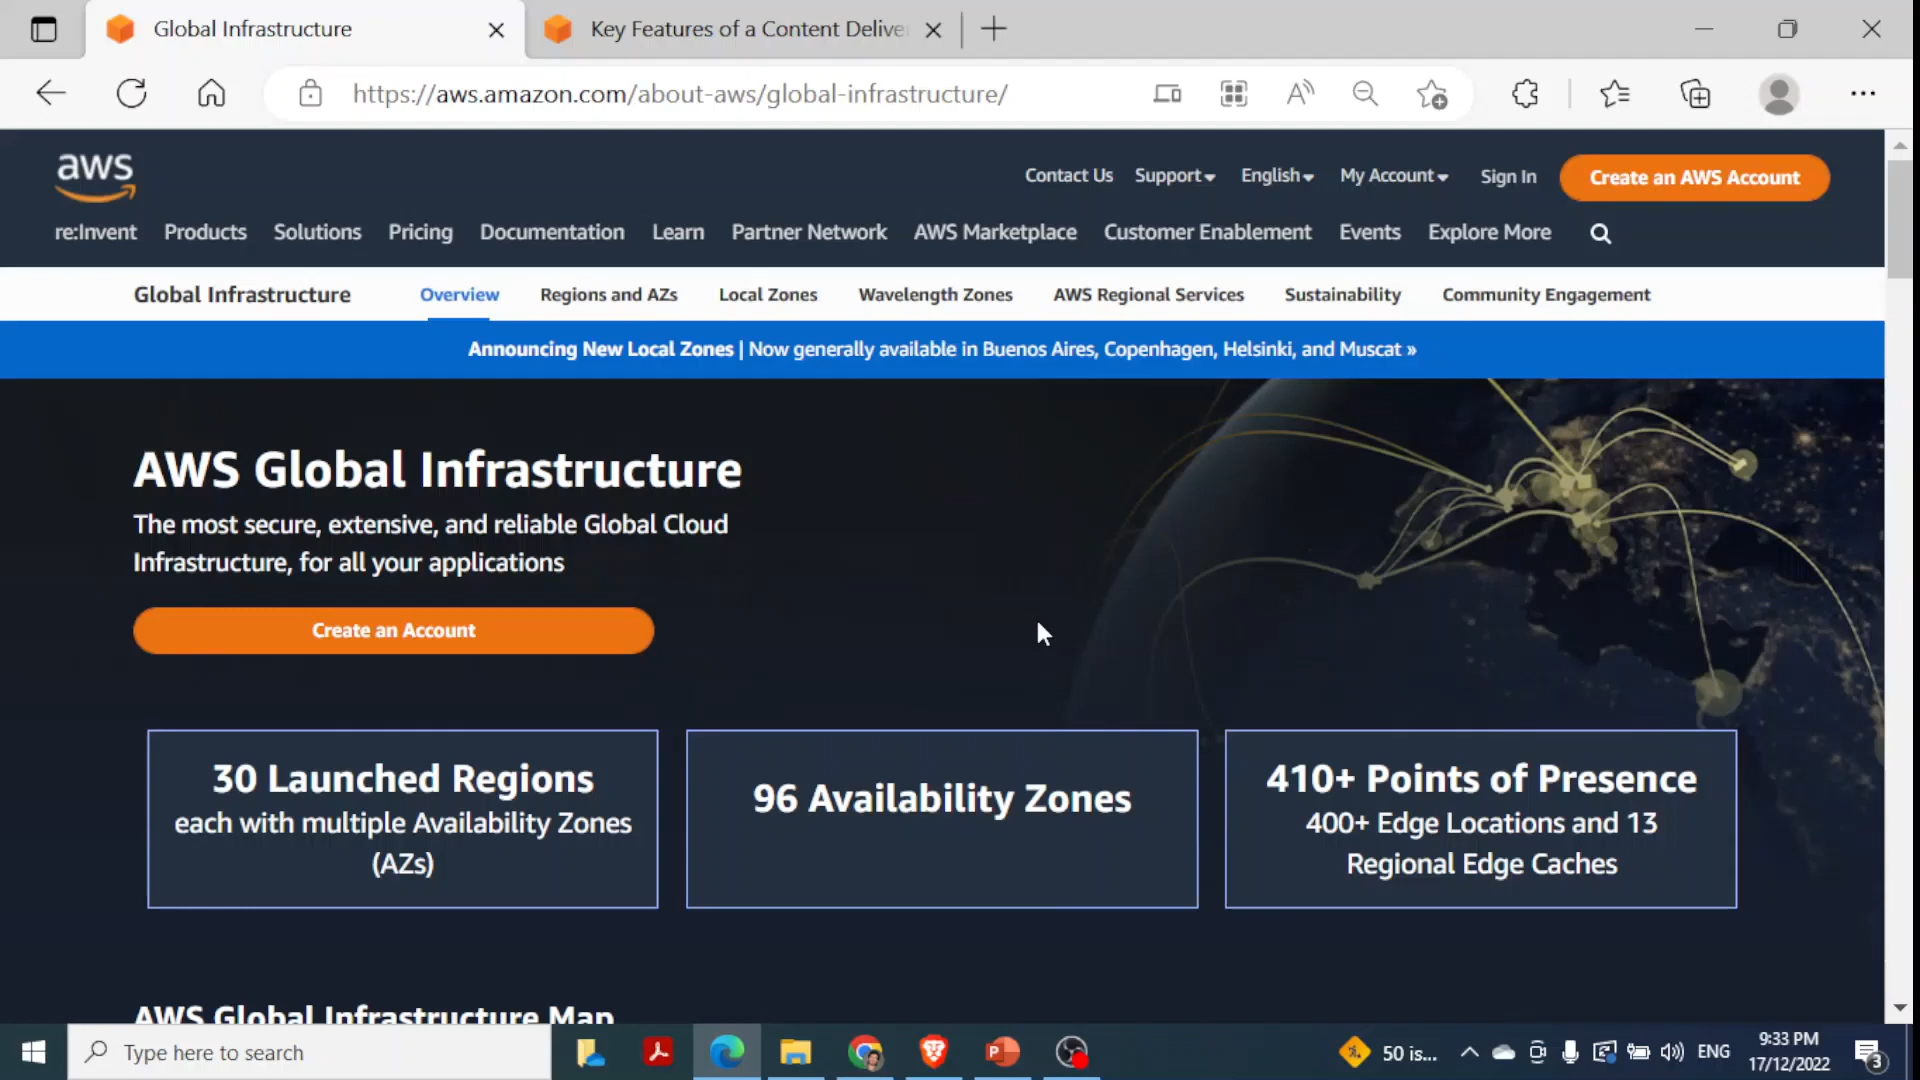 Global Infrastructure
Key Features of a Content Delive
https://aws.amazon.com/about-aws/global-infrastructure/
aws
Contact Us Support English My Account Sign In Create an AWS Account
re:Invent Products Solutions Pricing Documentation Learn Partner Network AWS Marketplace Customer Enablement Events Explore More
Global Infrastructure Overview Regions and AZs Local Zones Wavelength Zones AWS Regional Services Sustainability Community Engagement
Announcing New Local Zones | Now generally available in Buenos Aires, Copenhagen, Helsinki, and Muscat »
AWS Global Infrastructure
The most secure, extensive, and reliable Global Cloud
Infrastructure, for all your applications
Create an Account
30 Launched Regions
each with multiple Availability Zones
(AZs)
96 Availability Zones
410+ Points of Presence
400+ Edge Locations and 13
Regional Edge Caches
AWS Global Infrastructure Map
Type here to search
50 is...
ENG
9:33 PM
17/12/2022
3